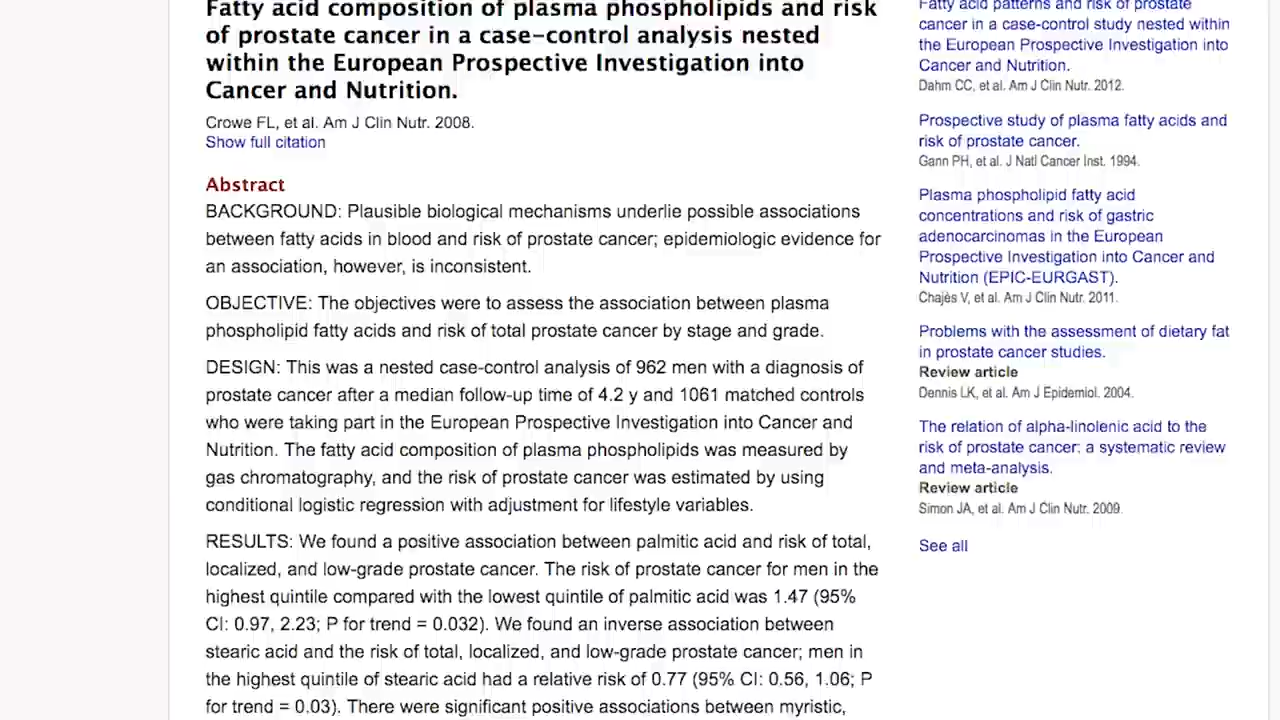 Fatty acid composition of plasma phospholipids and risk
of prostate cancer in a case-control analysis nested
within the European Prospective Investigation into
Cancer and Nutrition.
Crowe FL, et al. Am J Clin Nutr. 2008.
Show full citation
Abstract
BACKGROUND: Plausible biological mechanisms underlie possible associations
between fatty acids in blood and risk of prostate cancer; epidemiologic evidence for
an association, however, is inconsistent.
OBJECTIVE: The objectives were to assess the association between plasma
phospholipid fatty acids and risk of total prostate cancer by stage and grade.
DESIGN: This was a nested case-control analysis of 962 men with a diagnosis of
prostate cancer after a median follow-up time of 4.2 y and 1061 matched controls
who were taking part in the European Prospective Investigation into Cancer and
Nutrition. The fatty acid composition of plasma phospholipids was measured by
gas chromatography, and the risk of prostate cancer was estimated by using
conditional logistic regression with adjustment for lifestyle variables.
RESULTS: We found a positive association between palmitic acid and risk of total,
localized, and low-grade prostate cancer. The risk of prostate cancer for men in the
highest quintile compared with the lowest quintile of palmitic acid was 1.47 (95%
CI: 0.97, 2.23; P for trend = 0.032). We found an inverse association between
stearic acid and the risk of total, localized, and low-grade prostate cancer; men in
the highest quintile of stearic acid had a relative risk of 0.77 (95% CI: 0.56, 1.06; P
for trend = 0.03). There were significant positive associations between myristic,
Fatty acid patterns and risk of prostate
cancer in a case-control study nested within
the European Prospective Investigation into
Cancer and Nutrition.
Dahm CC, et al. Am J Clin Nutr. 2012.
Prospective study of plasma fatty acids and
risk of prostate cancer.
Gann PH, et al. J Natl Cancer Inst. 1994.
Plasma phospholipid fatty acid
concentrations and risk of gastric
adenocarcinomas in the European
Prospective Investigation into Cancer and
Nutrition (EPIC-EURGAST).
Chajès V, et al. Am J Clin Nutr. 2011.
Problems with the assessment of dietary fat
in prostate cancer studies.
Review article
Dennis LK, et al. Am J Epidemiol. 2004.
The relation of alpha-linolenic acid to the
risk of prostate cancer: a systematic review
and meta-analysis.
Review article
Simon JA, et al. Am J Clin Nutr. 2009.
See all